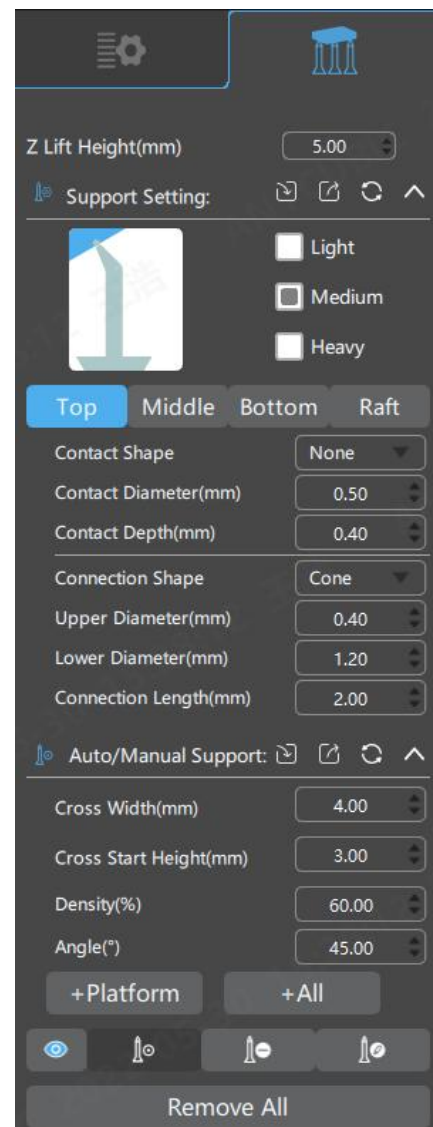 Z Lift Height(mm) 5.00
Support Setting:
Light
Medium
Heavy
Top Middle Bottom Raft
Contact Shape None
Contact Diameter(mm) 0.50
Contact Depth(mm) 0.40
Connection Shape Cone
Upper Diameter(mm) 0.40
Lower Diameter(mm) 1.20
Connection Length(mm) 2.00
Auto/Manual Support:
Cross Width(mm) 4.00
Cross Start Height(mm) 3.00
Density(%) 60.00
Angle(°) 45.00
+Platform +All
Remove All